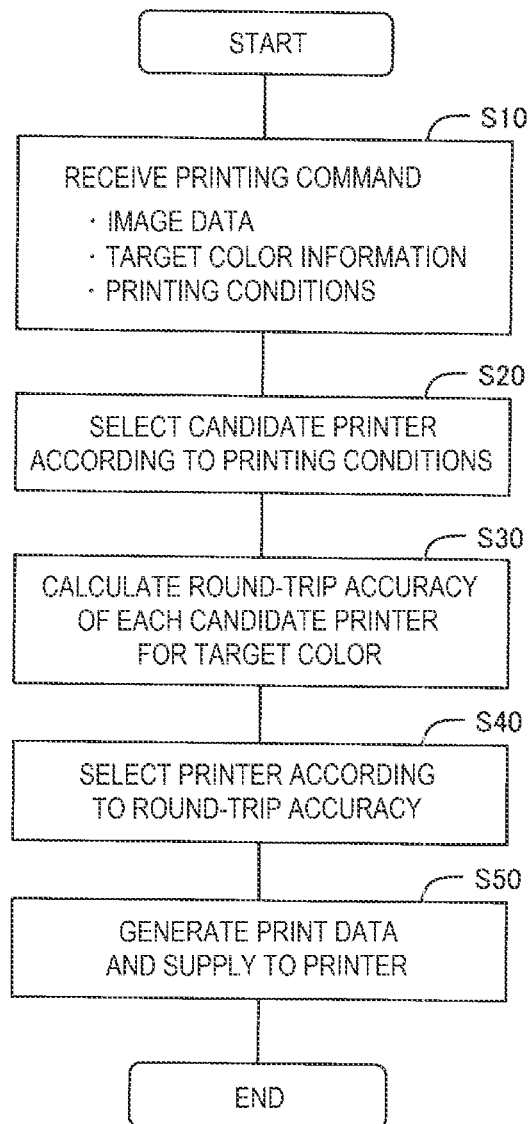 START
S10
RECEIVE PRINTING COMMAND
· IMAGE DATA
· TARGET COLOR INFORMATION
· PRINTING CONDITIONS
S20
SELECT CANDIDATE PRINTER
ACCORDING TO PRINTING CONDITIONS
S30
CALCULATE ROUND-TRIP ACCURACY
OF EACH CANDIDATE PRINTER
FOR TARGET COLOR
S40
SELECT PRINTER ACCORDING
TO ROUND-TRIP ACCURACY
S50
GENERATE PRINT DATA
AND SUPPLY TO PRINTER
END